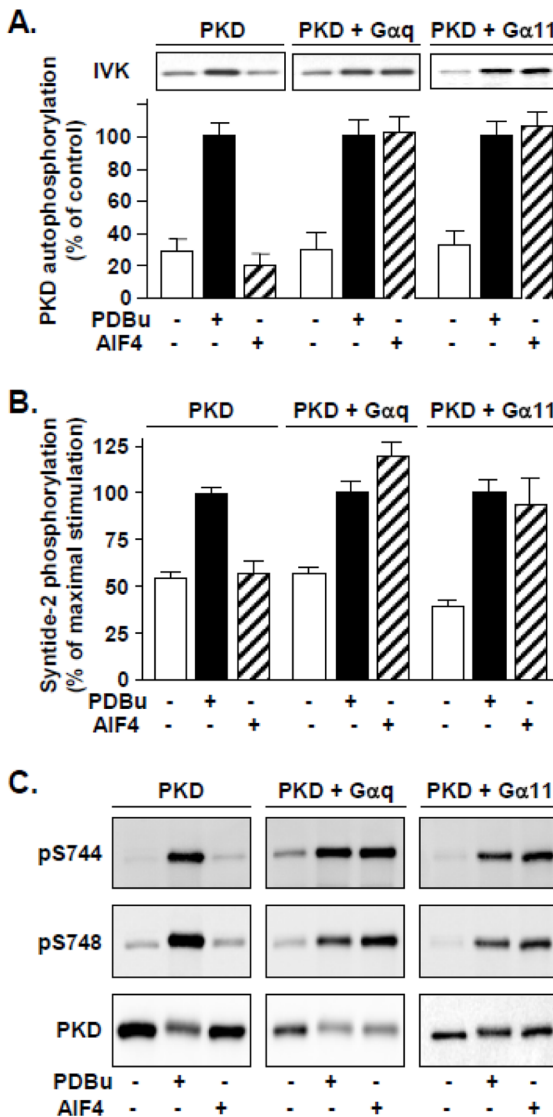 A.
PKD PKD + Gαq PKD + Gα11
IVK
PKD autophosphorylation
(% of control)
100
80
60
40
20
0
PDBu - + - - + - - + -
AlF4 - - + - - + - - +
B.
PKD PKD + Gαq PKD + Gα11
Syntide-2 phosphorylation
(% of maximal stimulation)
125
100
75
50
25
0
PDBu - + - - + - - + -
AlF4 - - + - - + - - +
C.
PKD PKD + Gαq PKD + Gα11
pS744
pS748
PKD
PDBu - + - - + - - + -
AlF4 - - + - - + - - +